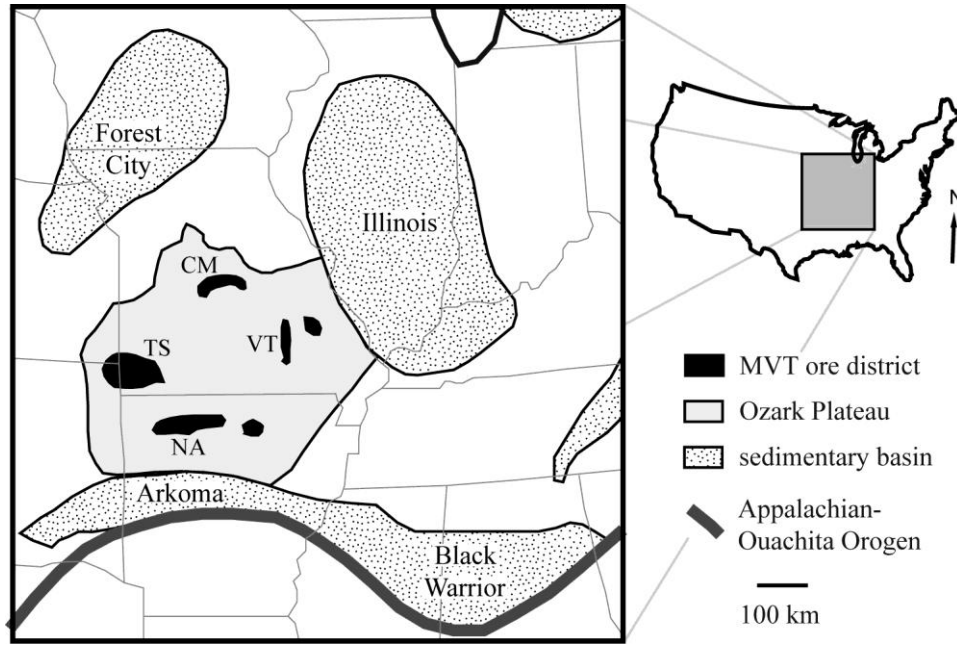 Forest
City
Illinois
CM
TS
VT
NA
Arkoma
Black
Warrior
N
MVT ore district
Ozark Plateau
sedimentary basin
Appalachian-
Ouachita Orogen
100 km